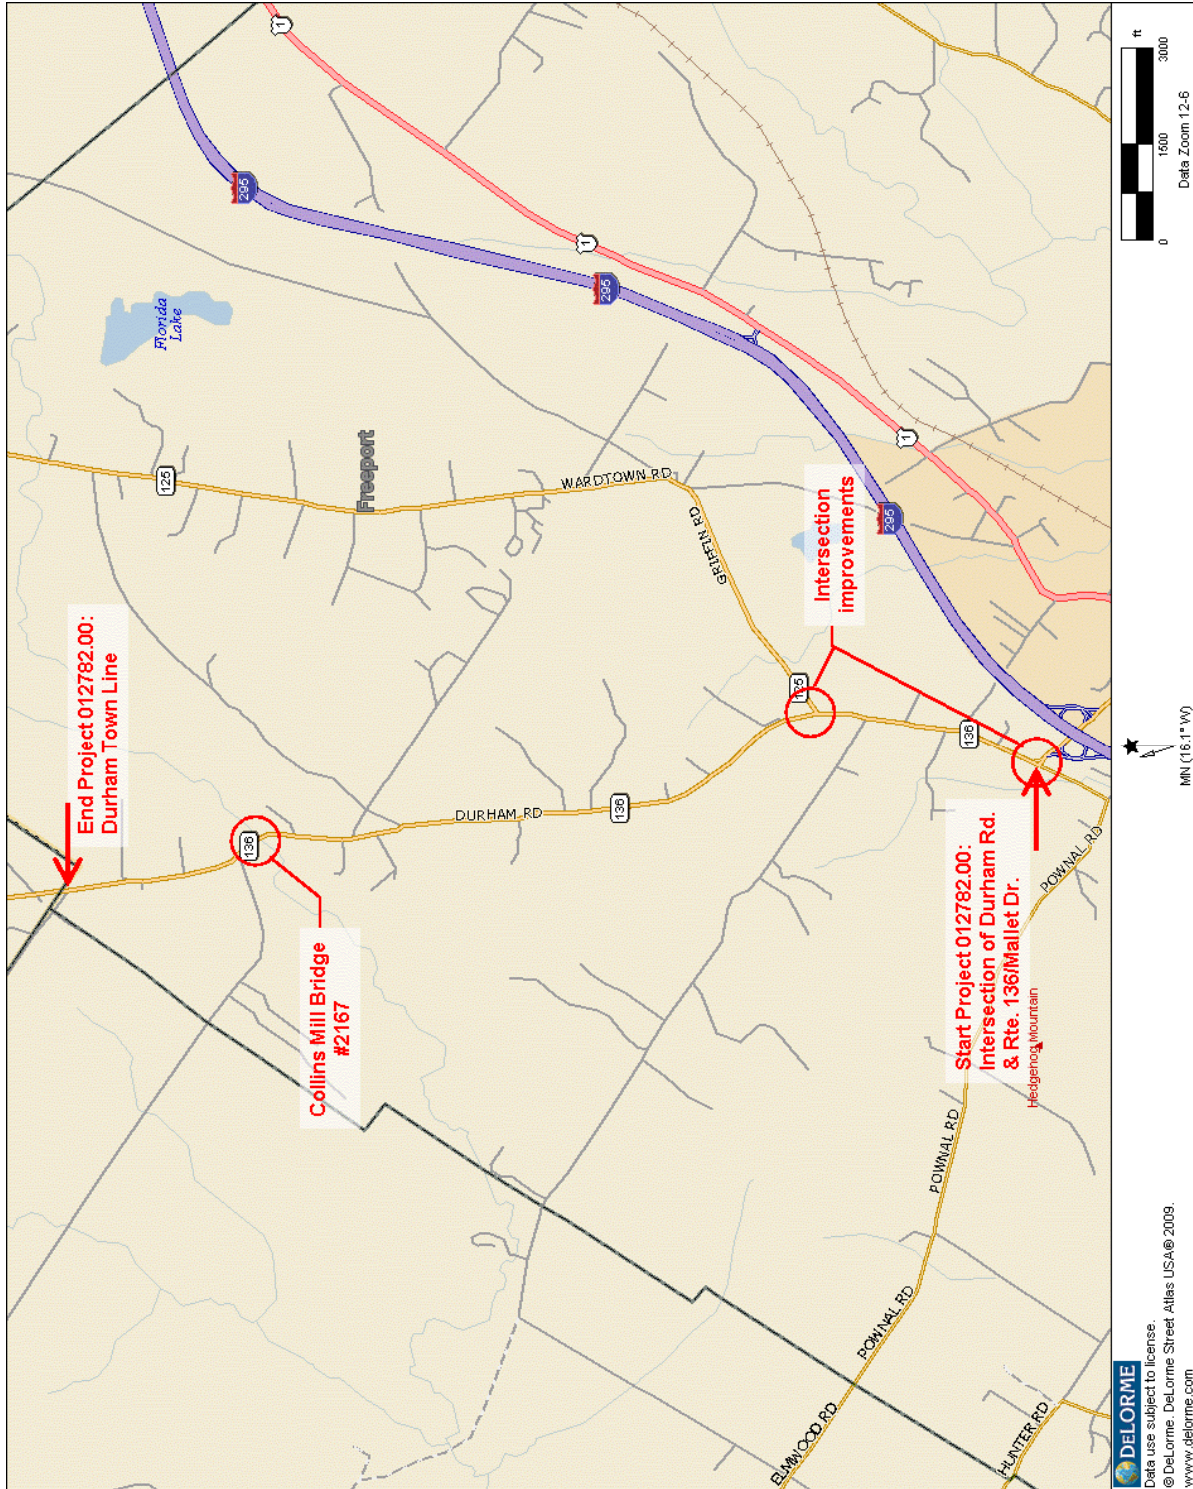 End Project 012782.00:
Durham Town Line
Collins Mill Bridge
#2167
Intersection
improvements
Start Project 012782.00:
Intersection of Durham Rd.
& Rte. 136/Mallet Dr.
Hedgehog Mountain
Florida
Lake
Freeport
WARDTOWN RD
GRIFFIN RD
DURHAM RD
POWNAL RD
POWNAL RD
POWNAL RD
ELMWOOD RD
HUNTER RD
125
125
136
136
136
295
295
295
1
1
1
DELORME
Data use subject to license.
© DeLorme. DeLorme Street Atlas USA® 2009.
www.delorme.com
MN (16.1° W)
ft
0 1500 3000
Data Zoom 12-6